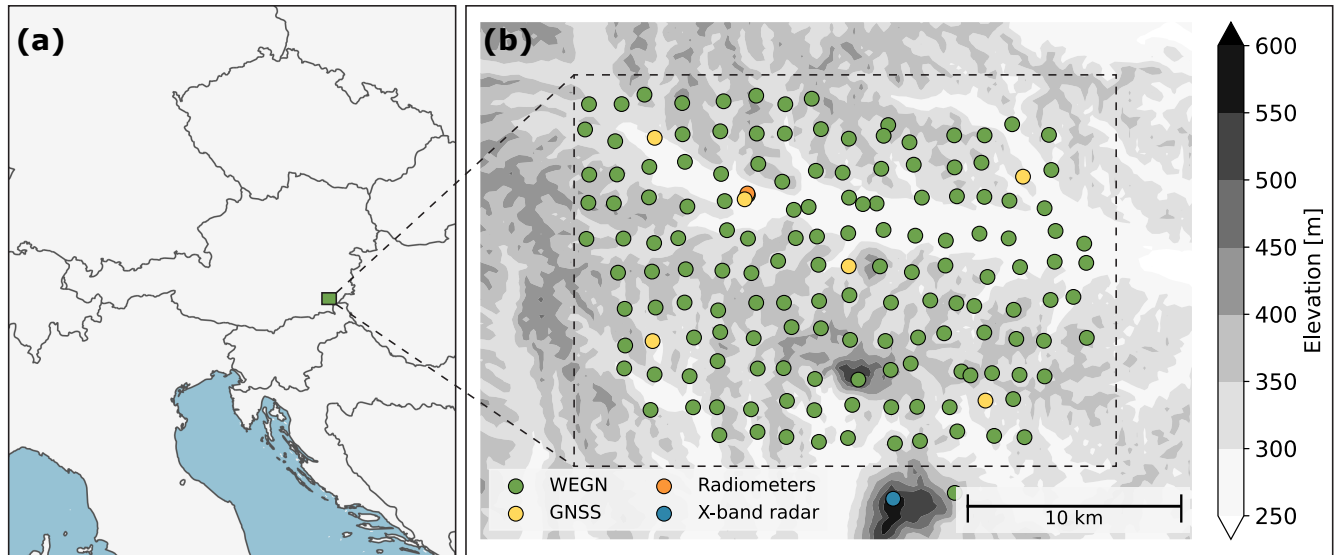 (a)
(b)
WEGN
GNSS
Radiometers
X-band radar
10 km
600
550
500
450
400
350
300
250
Elevation [m]